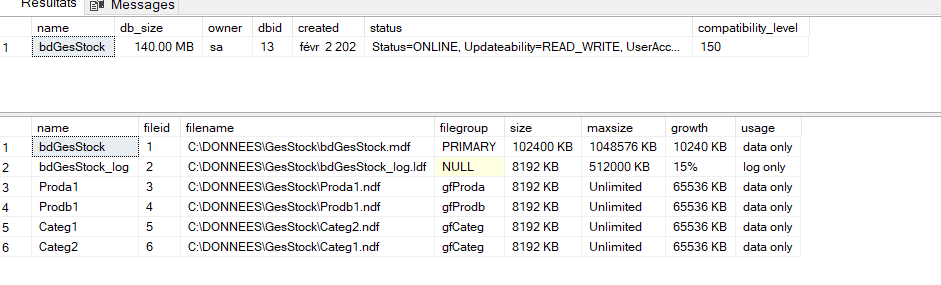 Resultats Messages
name db_size owner dbid created status compatibility_level
1 bdGesStock 140.00 MB sa 13 févr 2 202 Status=ONLINE, Updateability=READ_WRITE, UserAcc... 150
name fileid filename filegroup size maxsize growth usage
1 bdGesStock 1 C:\DONNEES\GesStock\bdGesStock.mdf PRIMARY 102400 KB 1048576 KB 10240 KB data only
2 bdGesStock_log 2 C:\DONNEES\GesStock\bdGesStock_log.ldf NULL 8192 KB 512000 KB 15% log only
3 Proda1 3 C:\DONNEES\GesStock\Proda1.ndf gfProda 8192 KB Unlimited 65536 KB data only
4 Prodb1 4 C:\DONNEES\GesStock\Prodb1.ndf gfProdb 8192 KB Unlimited 65536 KB data only
5 Categ1 5 C:\DONNEES\GesStock\Categ2.ndf gfCateg 8192 KB Unlimited 65536 KB data only
6 Categ2 6 C:\DONNEES\GesStock\Categ1.ndf gfCateg 8192 KB Unlimited 65536 KB data only